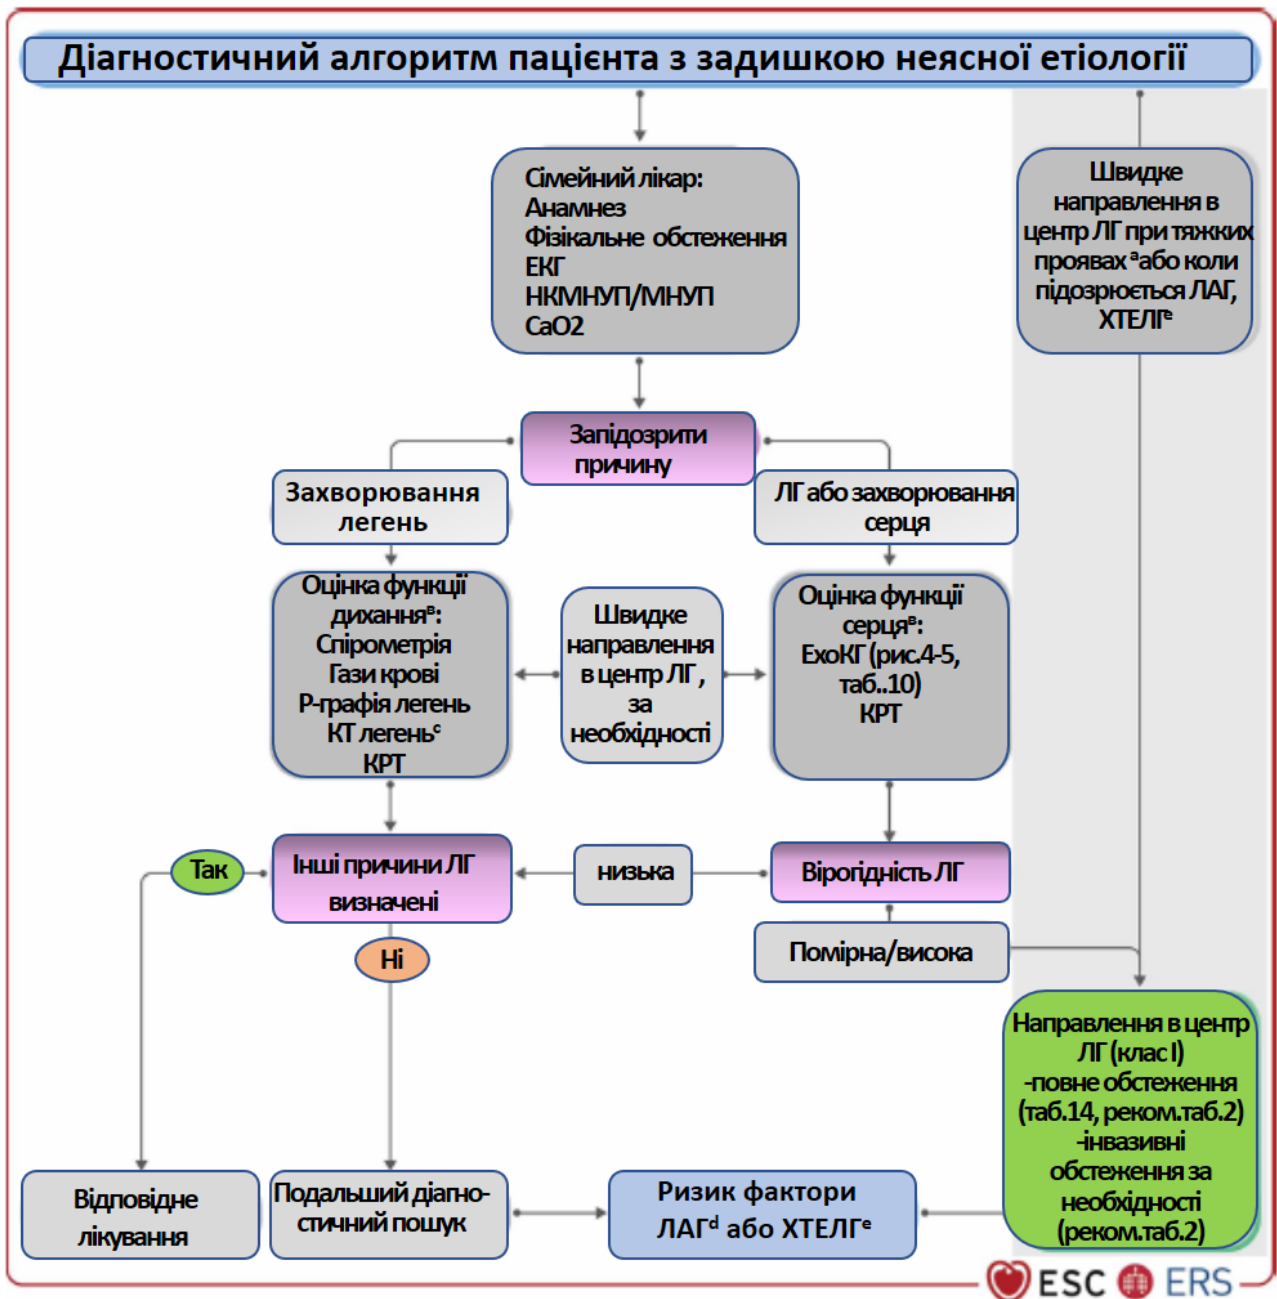 Діагностичний алгоритм пацієнта з задишкою неясної етіології
Сімейний лікар:
Анамнез
Фізікальне обстеження
ЕКГ
НКМНУП/МНУП
СаО2
Швидке
направлення в
центр ЛГ при тяжких
проявах ᵃабо коли
підозрюється ЛАГ,
ХТЕЛГᵉ
Запідозрити
причину
Захворювання
легень
ЛГ або захворювання
серця
Оцінка функції
диханняᴮ:
Спірометрія
Гази крові
Р-графія легень
КТ легеньᶜ
КРТ
Швидке
направлення
в центр ЛГ ,
за
необхідності
Оцінка функції
серцяᴮ:
ЕхоКГ (рис.4-5,
таб..10)
КРТ
Так
Інші причини ЛГ
визначені
низька
Вірогідність ЛГ
Ні
Помірна/висока
Направлення в центр
ЛГ (клас І)
-повне обстеження
(таб.14, реком.таб.2)
-інвазивні
обстеження за
необхідності
(реком.таб.2)
Відповідне
лікування
Подальший діагно-
стичний пошук
Ризик фактори
ЛАГᵈ або ХТЕЛГᵉ
ESC ERS